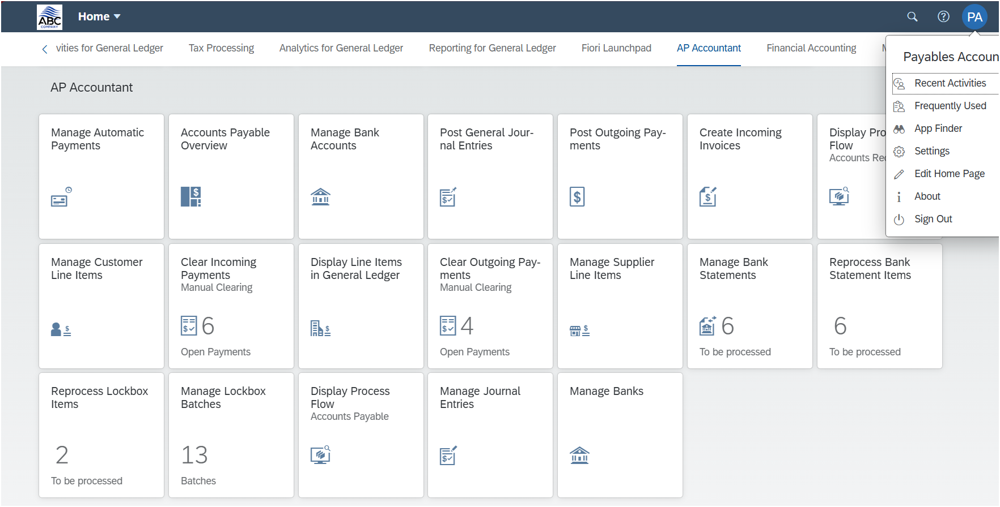 ABC
COMPANY
Home
PA
vities for General Ledger
Tax Processing
Analytics for General Ledger
Reporting for General Ledger
Fiori Launchpad
AP Accountant
Financial Accounting
Payables Accoun
Recent Activities
Frequently Used
App Finder
Settings
Edit Home Page
About
Sign Out
AP Accountant
Manage Automatic
Payments
Accounts Payable
Overview
Manage Bank
Accounts
Post General Jour-
nal Entries
Post Outgoing Pay-
ments
Create Incoming
Invoices
Display Pro
Flow
Accounts Rec
Manage Customer
Line Items
Clear Incoming
Payments
Manual Clearing
6
Open Payments
Display Line Items
in General Ledger
Clear Outgoing Pay-
ments
Manual Clearing
4
Open Payments
Manage Supplier
Line Items
Manage Bank
Statements
6
To be processed
Reprocess Bank
Statement Items
6
To be processed
Reprocess Lockbox
Items
2
To be processed
Manage Lockbox
Batches
13
Batches
Display Process
Flow
Accounts Payable
Manage Journal
Entries
Manage Banks